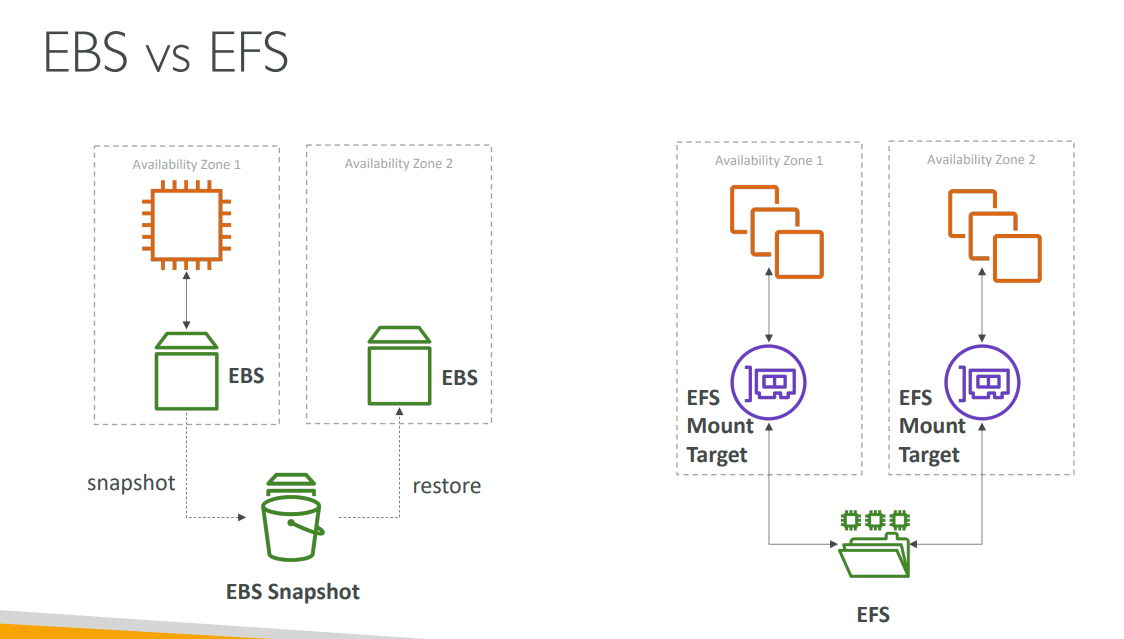 EBS vs EFS
Availability Zone 1
Availability Zone 2
EBS
EBS
snapshot
restore
EBS Snapshot
Availability Zone 1
Availability Zone 2
EFS
Mount
Target
EFS
Mount
Target
EFS